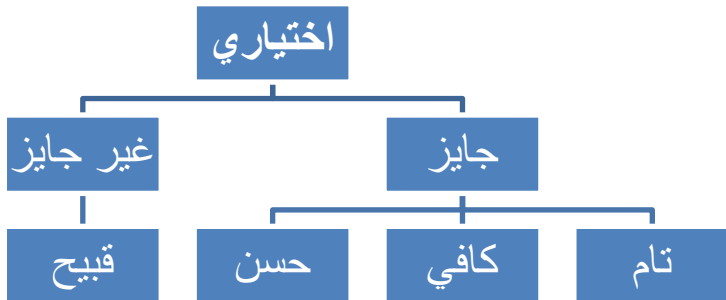 اختياري
جايز
غير جايز
تام
كافي
حسن
قبيح